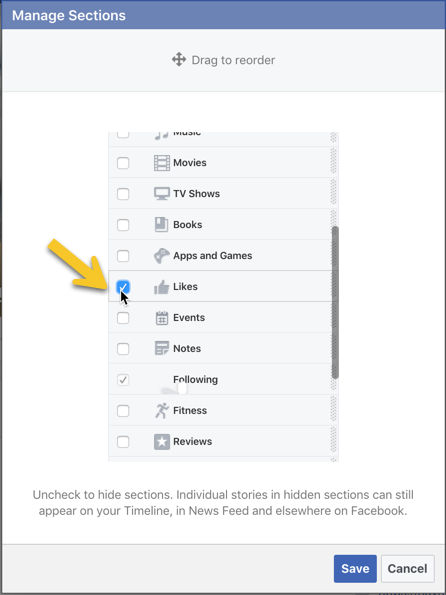 Manage Sections
Drag to reorder
Music
Movies
TV Shows
Books
Apps and Games
Likes
Events
Notes
Following
Fitness
Reviews
Uncheck to hide sections. Individual stories in hidden sections can still
appear on your Timeline, in News Feed and elsewhere on Facebook.
Save Cancel